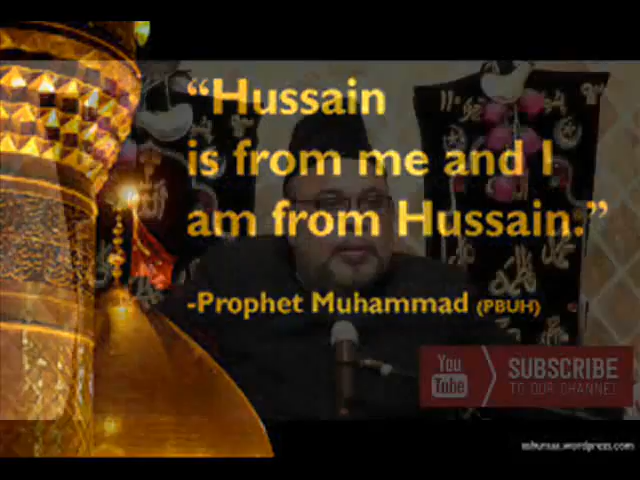 “Hussain
is from me and I
am from Hussain.”
-Prophet Muhammad (PBUH)
You
Tube
SUBSCRIBE
TO OUR CHANNEL